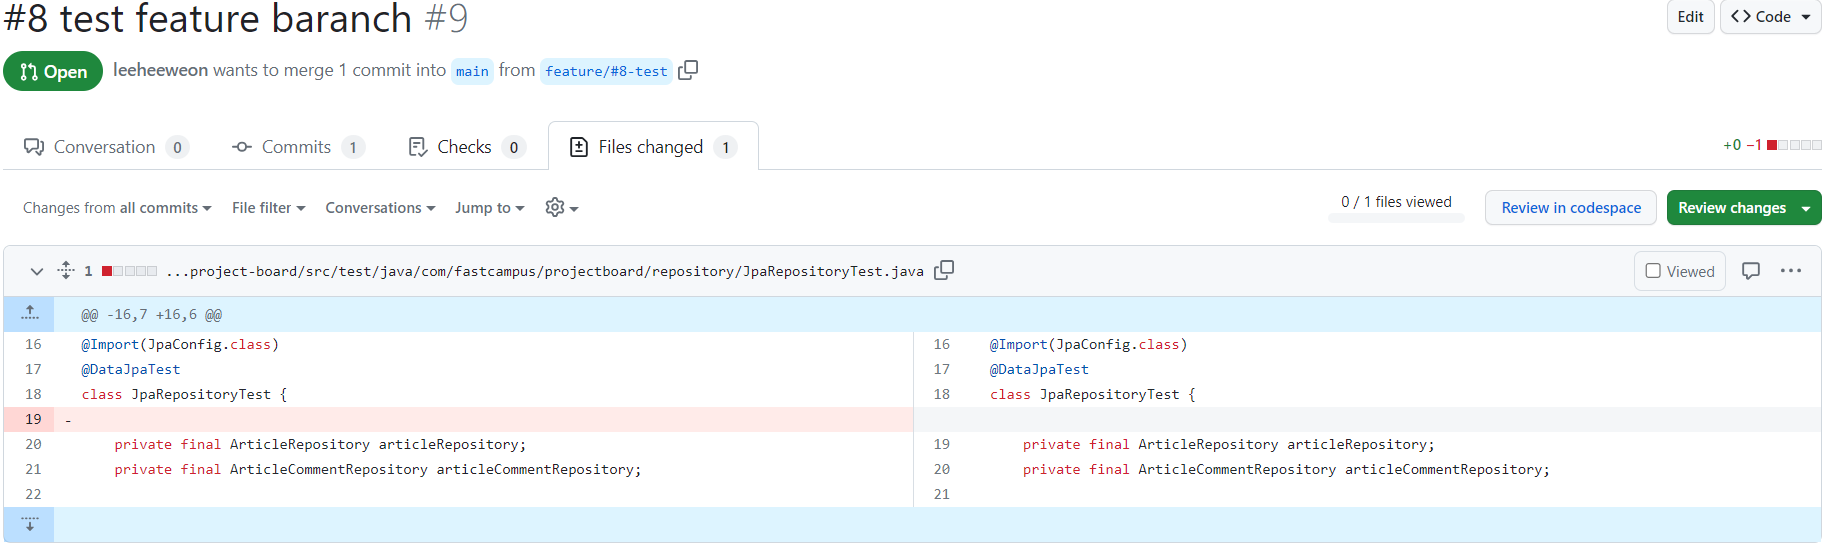 #8 test feature baranch #9
Edit
<> Code
Open
leeheeweon wants to merge 1 commit into main from feature/#8-test
Conversation 0
Commits 1
Checks 0
Files changed 1
+0 −1
Changes from all commits
File filter
Conversations
Jump to
0 / 1 files viewed
Review in codespace
Review changes
1 ...project-board/src/test/java/com/fastcampus/projectboard/repository/JpaRepositoryTest.java
Viewed
@@ -16,7 +16,6 @@
16 @Import(JpaConfig.class)
17 @DataJpaTest
18 class JpaRepositoryTest {
19 -
20 private final ArticleRepository articleRepository;
21 private final ArticleCommentRepository articleCommentRepository;
22
16 @Import(JpaConfig.class)
17 @DataJpaTest
18 class JpaRepositoryTest {
19 private final ArticleRepository articleRepository;
20 private final ArticleCommentRepository articleCommentRepository;
21